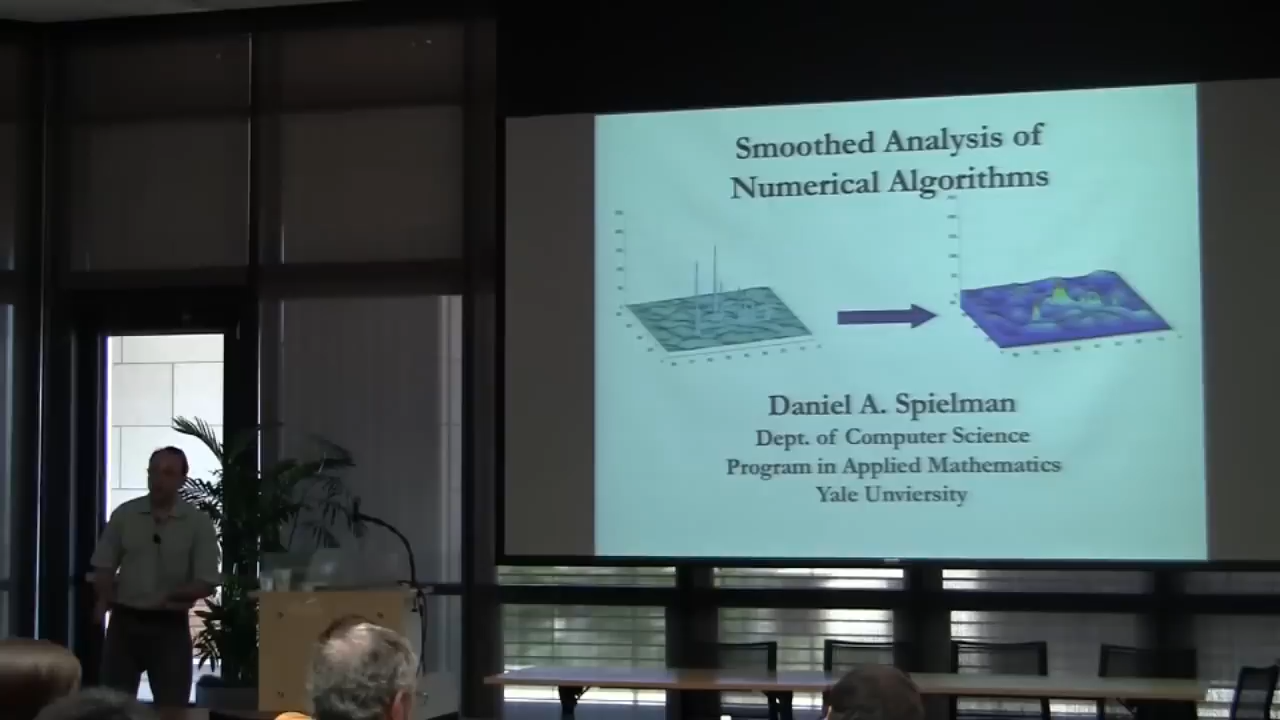 Smoothed Analysis of
Numerical Algorithms
Daniel A. Spielman
Dept. of Computer Science
Program in Applied Mathematics
Yale Unviersity